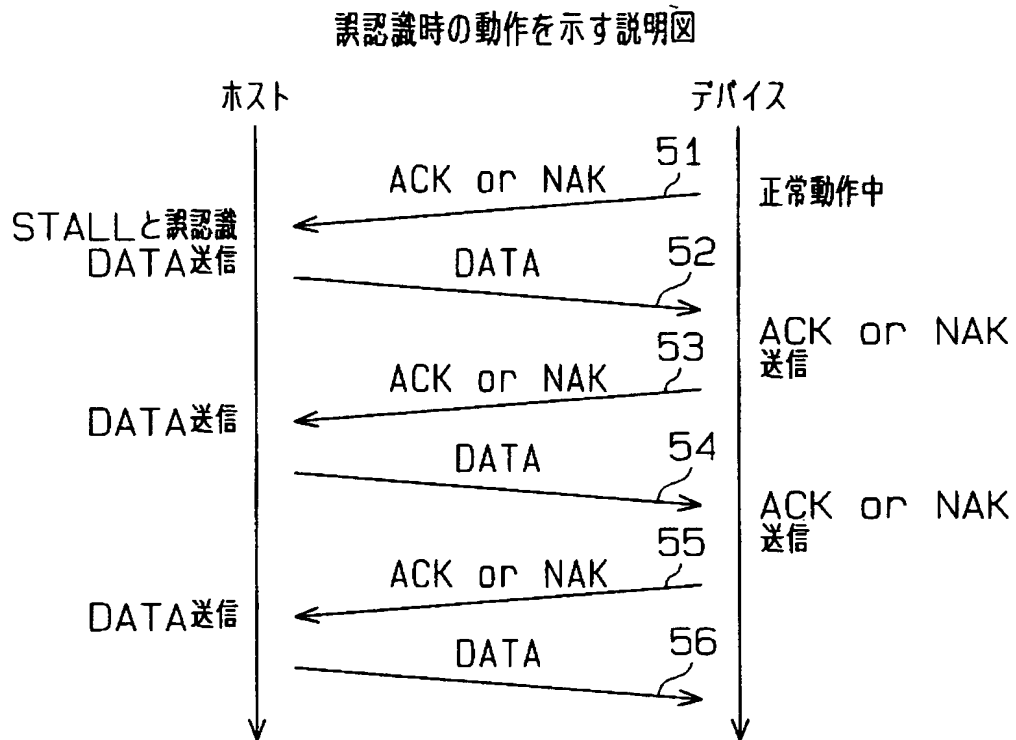 誤認識時の動作を示す説明図
ホスト
デバイス
51
ACK or NAK
正常動作中
STALLと誤認識
DATA送信
DATA
52
ACK or NAK
送信
53
ACK or NAK
DATA送信
DATA
54
ACK or NAK
送信
55
ACK or NAK
DATA送信
DATA
56